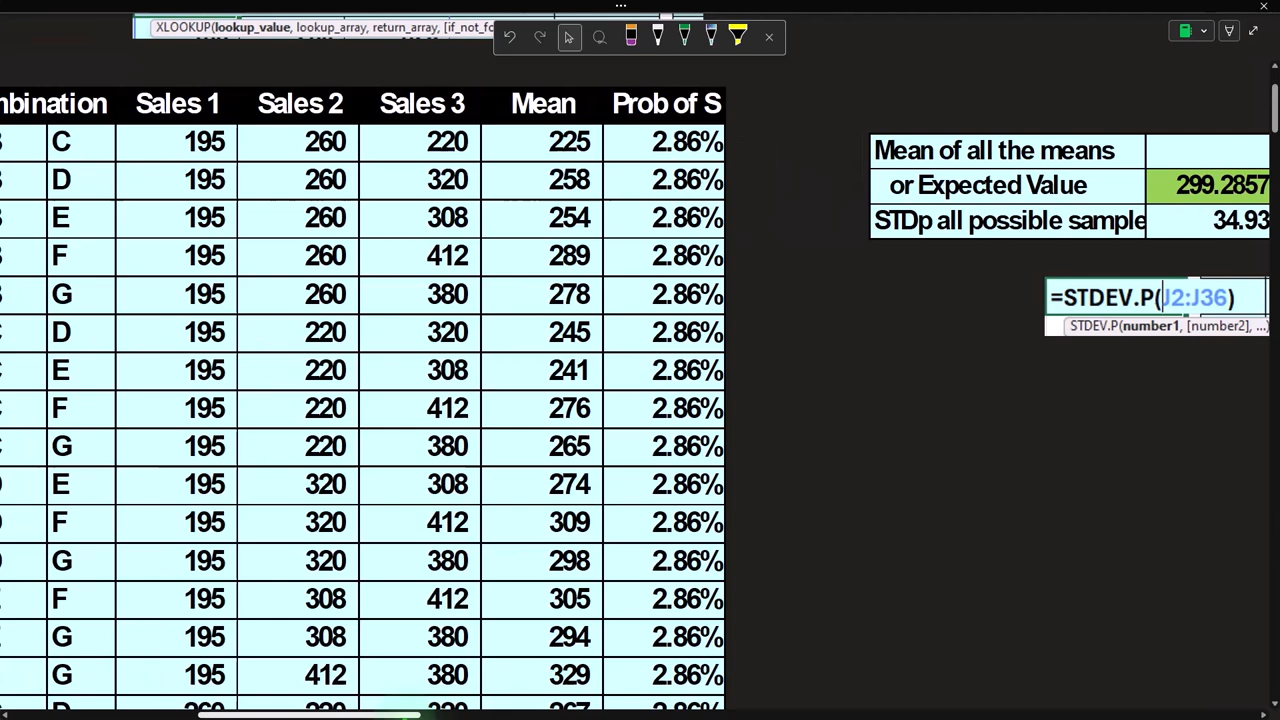 XLOOKUP(lookup_value, lookup_array, return_array, [if_not_fo
nbination Sales 1 Sales 2 Sales 3 Mean Prob of S
C 195 260 220 225 2.86%
D 195 260 320 258 2.86%
E 195 260 308 254 2.86%
F 195 260 412 289 2.86%
G 195 260 380 278 2.86%
D 195 220 320 245 2.86%
E 195 220 308 241 2.86%
F 195 220 412 276 2.86%
G 195 220 380 265 2.86%
E 195 320 308 274 2.86%
F 195 320 412 309 2.86%
G 195 320 380 298 2.86%
F 195 308 412 305 2.86%
G 195 308 380 294 2.86%
G 195 412 380 329 2.86%
Mean of all the means
or Expected Value 299.2857
STDp all possible sample 34.93
=STDEV.P(J2:J36)
STDEV.P(number1, [number2], ...)